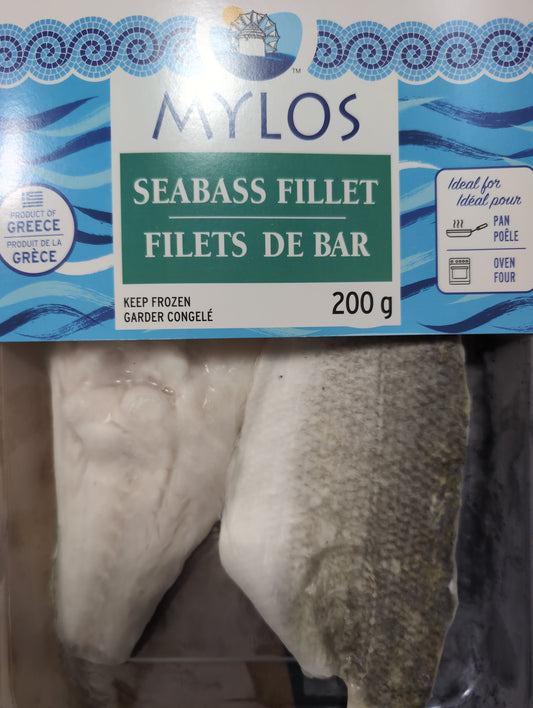 ™
MYLOS
SEABASS FILLET
FILETS DE BAR
PRODUCT OF
GREECE
PRODUIT DE LA
GRÈCE
Ideal for
Idéal pour
PAN
POÊLE
OVEN
FOUR
KEEP FROZEN
GARDER CONGELÉ
200 g